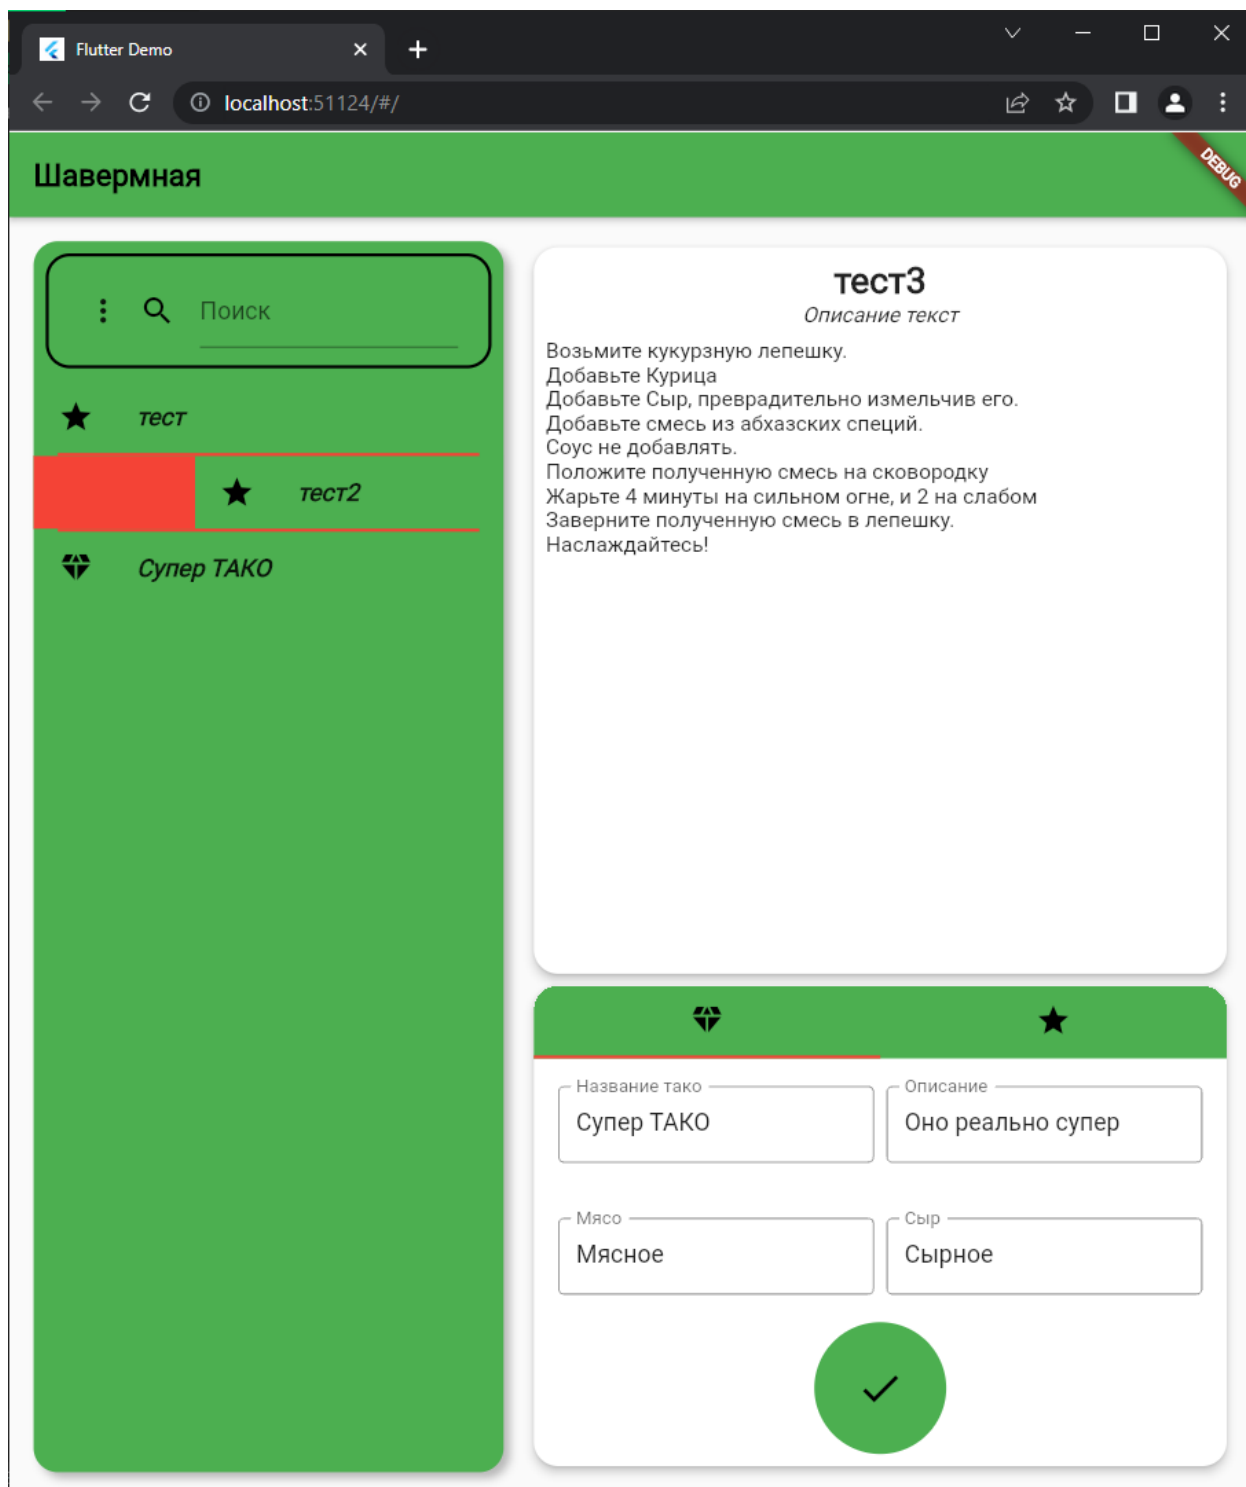 Flutter Demo
localhost:51124/#/
Шавермная
DEBUG
Поиск
тест
тест2
Супер ТАКО
тест3
Описание текст
Возьмите кукурзную лепешку.
Добавьте Курица
Добавьте Сыр, преврадительно измельчив его.
Добавьте смесь из абхазских специй.
Соус не добавлять.
Положите полученную смесь на сковородку
Жарьте 4 минуты на сильном огне, и 2 на слабом
Заверните полученную смесь в лепешку.
Наслаждайтесь!
Название тако
Супер ТАКО
Описание
Оно реально супер
Мясо
Мясное
Сыр
Сырное